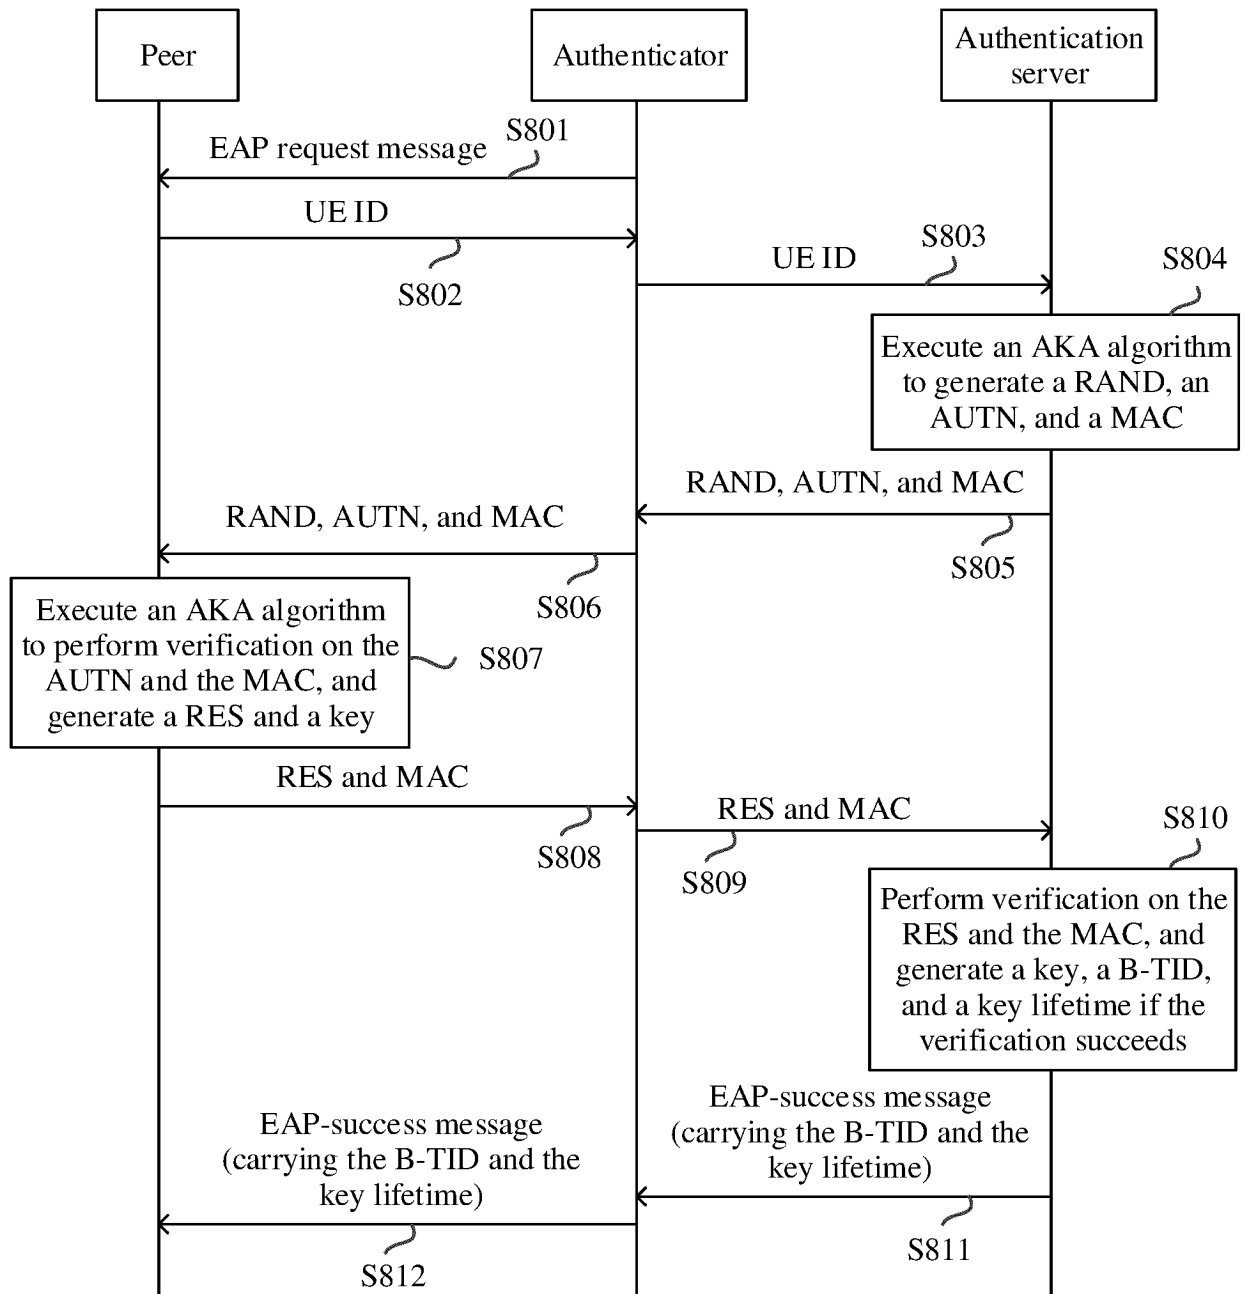 Peer
Authenticator
Authentication
server
S801
EAP request message
UE ID
S802
S803
UE ID
S804
Execute an AKA algorithm
to generate a RAND, an
AUTN, and a MAC
RAND, AUTN, and MAC
S805
RAND, AUTN, and MAC
S806
Execute an AKA algorithm
to perform verification on the
AUTN and the MAC, and
generate a RES and a key
S807
RES and MAC
S808
RES and MAC
S809
S810
Perform verification on the
RES and the MAC, and
generate a key, a B-TID,
and a key lifetime if the
verification succeeds
EAP-success message
(carrying the B-TID and the
key lifetime)
S811
EAP-success message
(carrying the B-TID and the
key lifetime)
S812